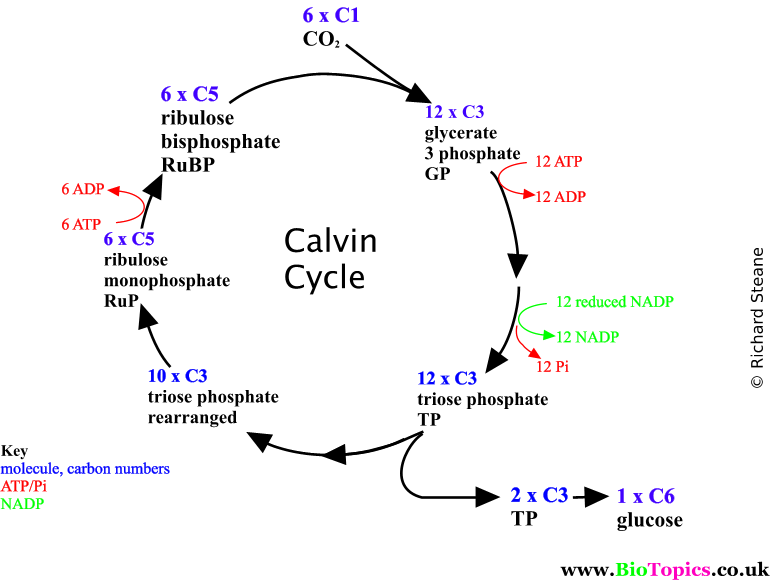 6 x C1
CO₂
6 x C5
ribulose
bisphosphate
RuBP
12 x C3
glycerate
3 phosphate
GP
12 ATP
12 ADP
6 ADP
6 ATP
6 x C5
ribulose
monophosphate
RuP
Calvin
Cycle
12 reduced NADP
12 NADP
12 Pi
10 x C3
triose phosphate
rearranged
12 x C3
triose phosphate
TP
Key
molecule, carbon numbers
ATP/Pi
NADP
2 x C3
TP
1 x C6
glucose
© Richard Steane
www.BioTopics.co.uk